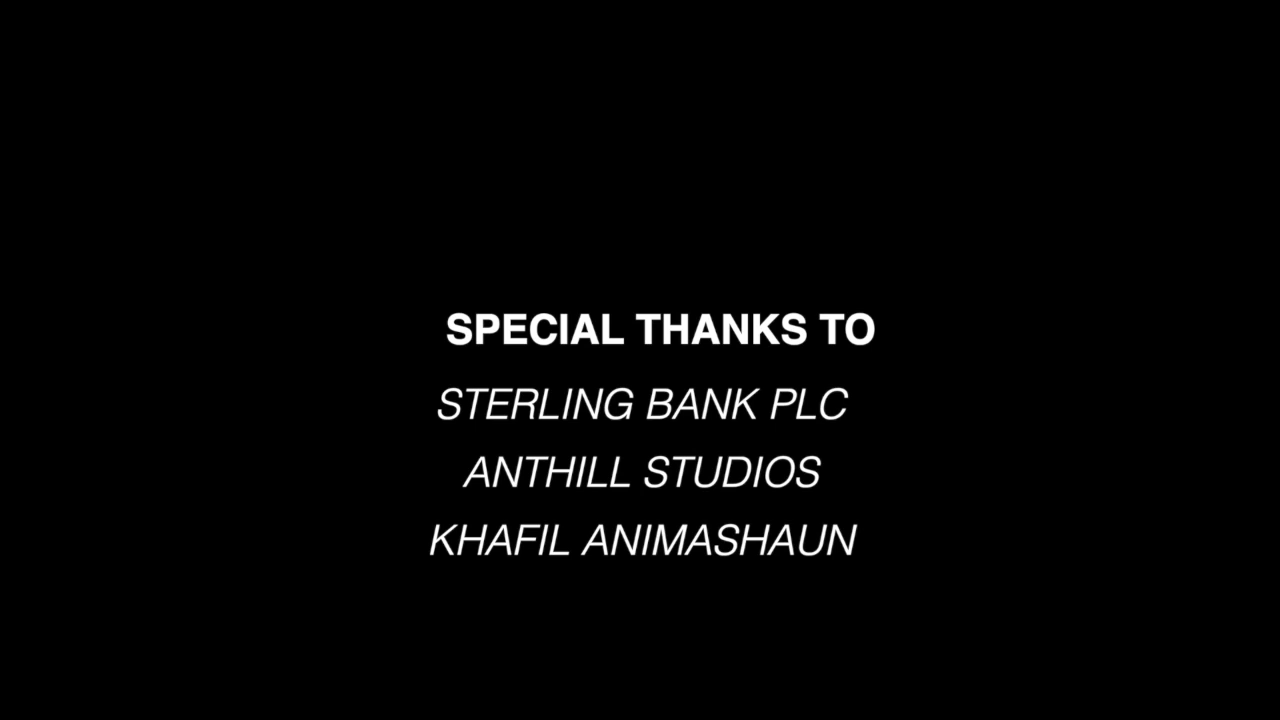 SPECIAL THANKS TO
STERLING BANK PLC
ANTHILL STUDIOS
KHAFIL ANIMASHAUN